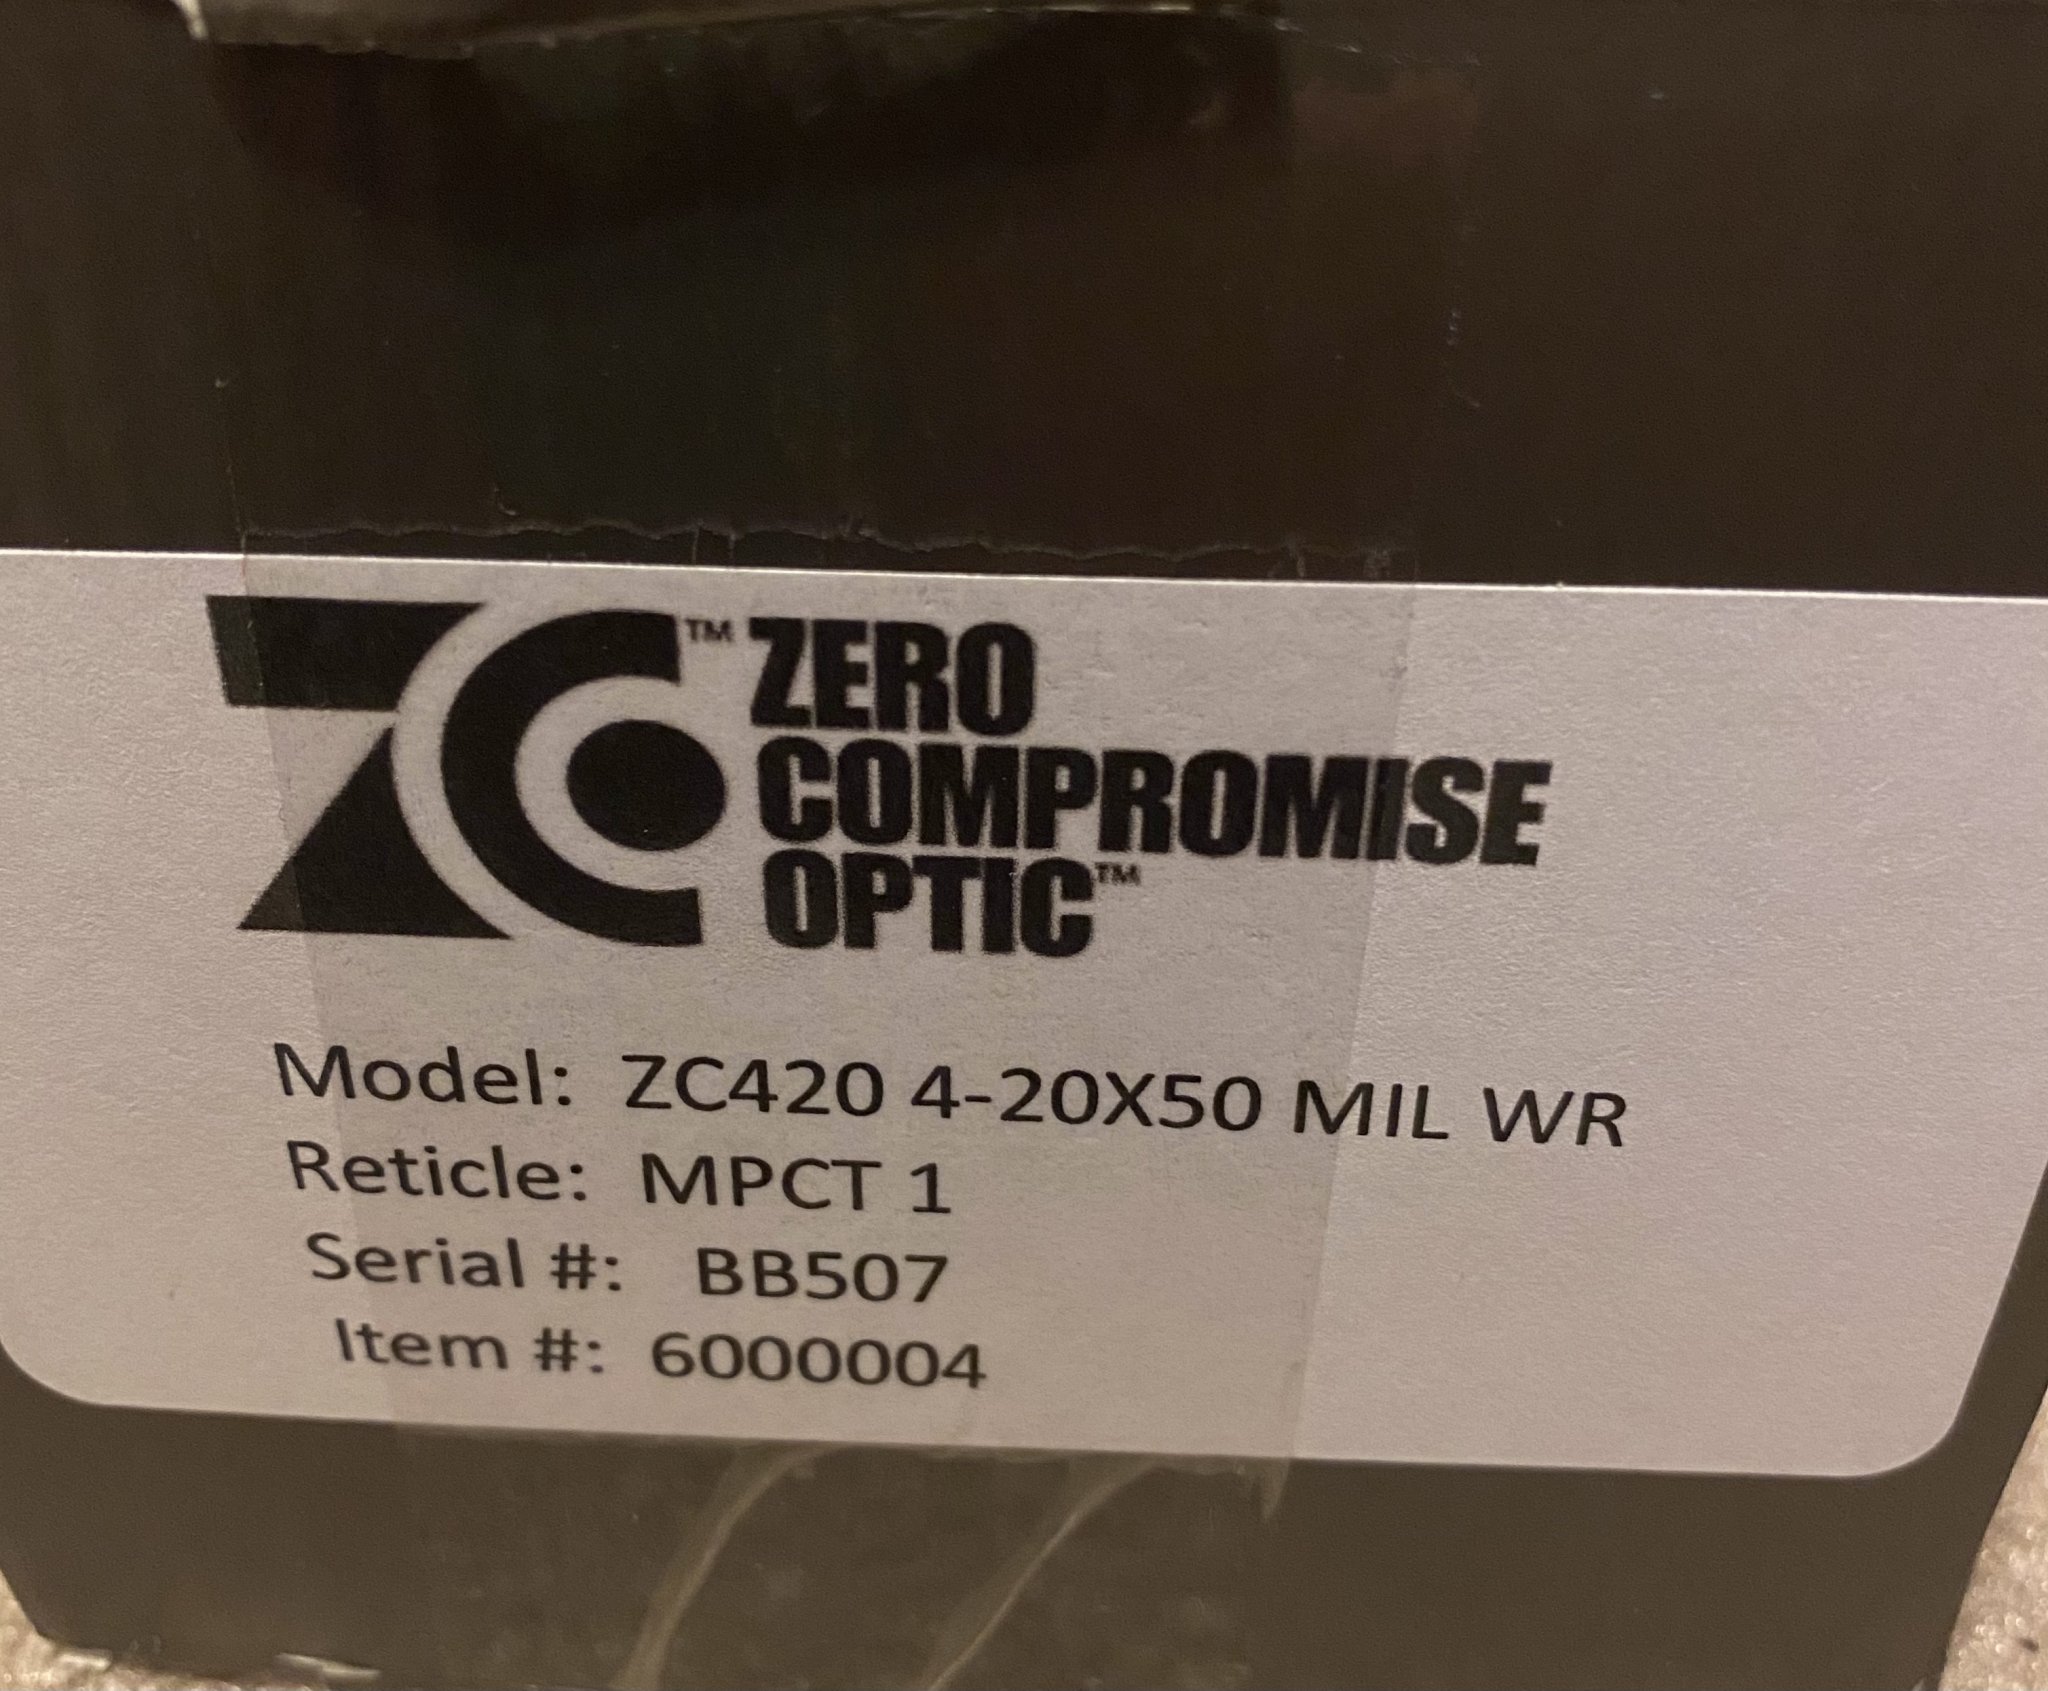 ZC™ ZERO
COMPROMISE
OPTIC™
Model: ZC420 4-20X50 MIL WR
Reticle: MPCT 1
Serial #: BB507
Item #: 6000004